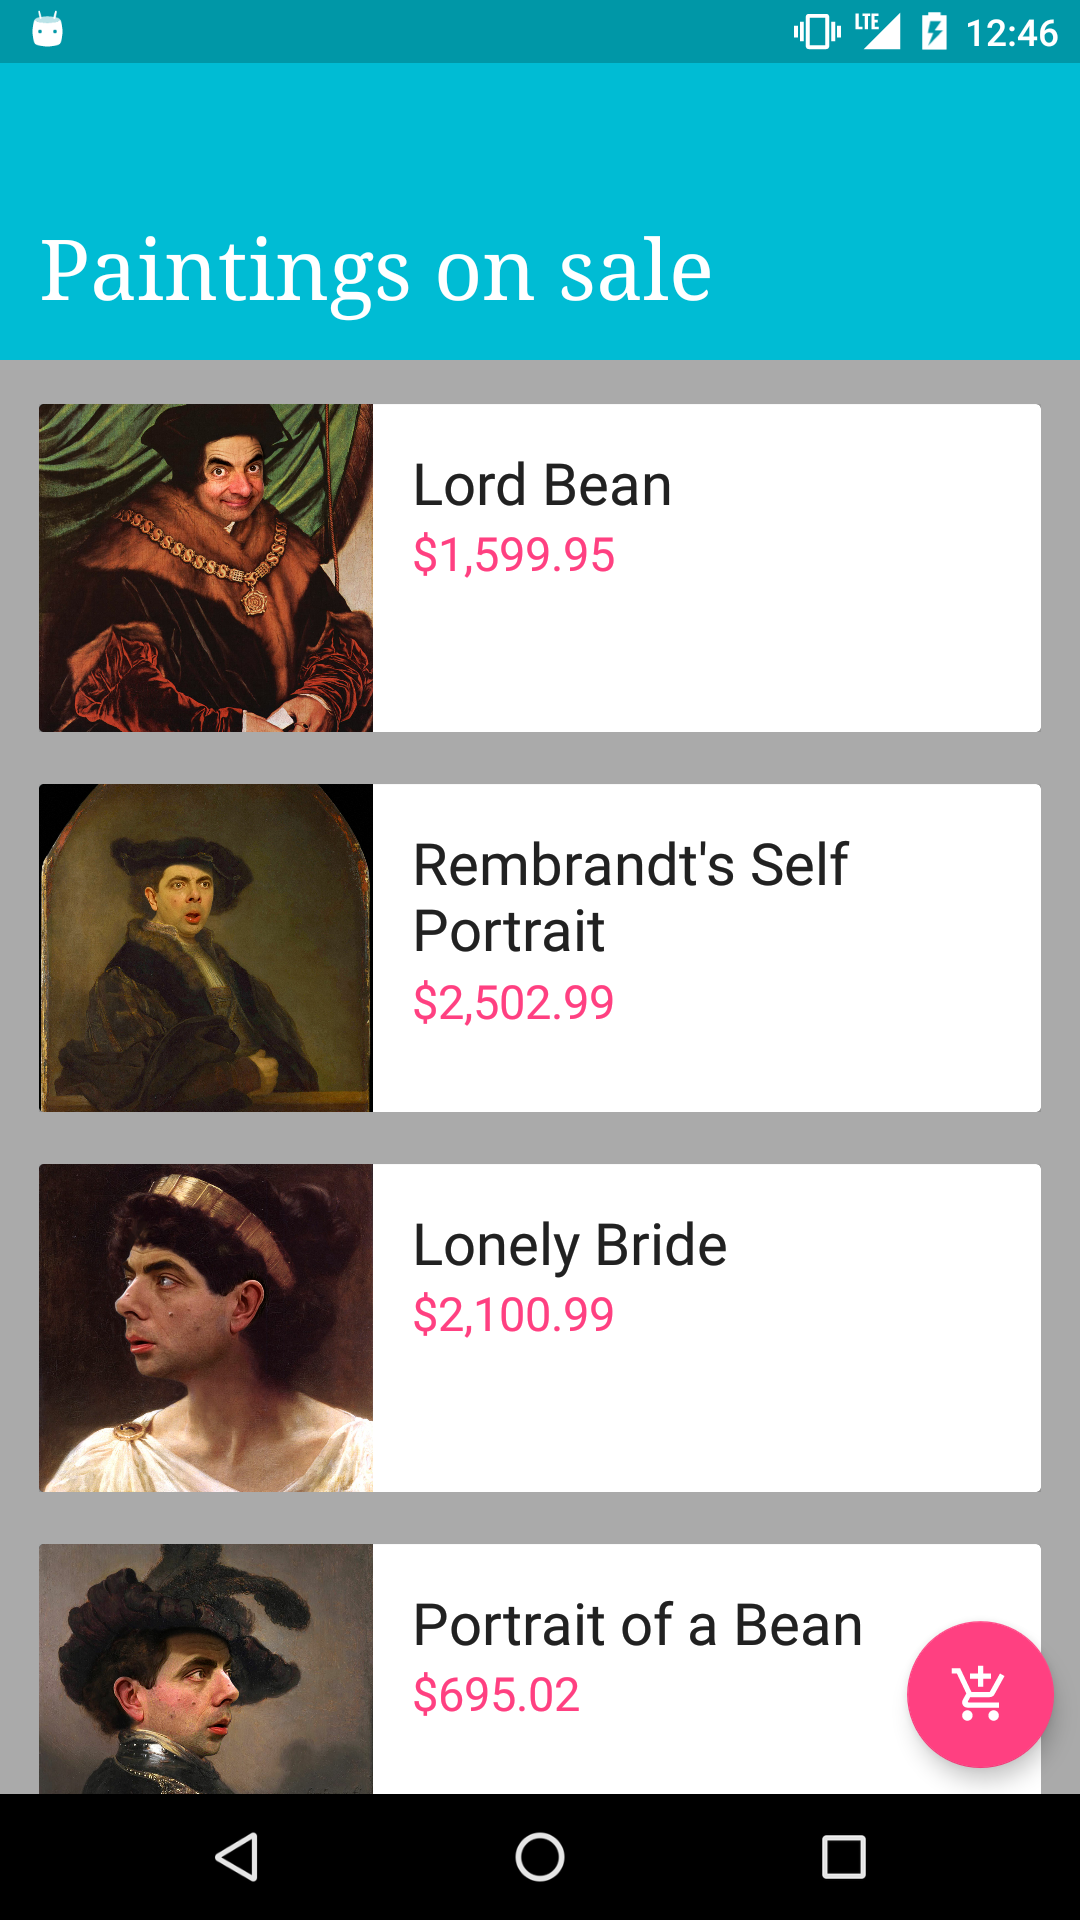 LTE 12:46
Paintings on sale
Lord Bean
$1,599.95
Rembrandt's Self
Portrait
$2,502.99
Lonely Bride
$2,100.99
Portrait of a Bean
$695.02